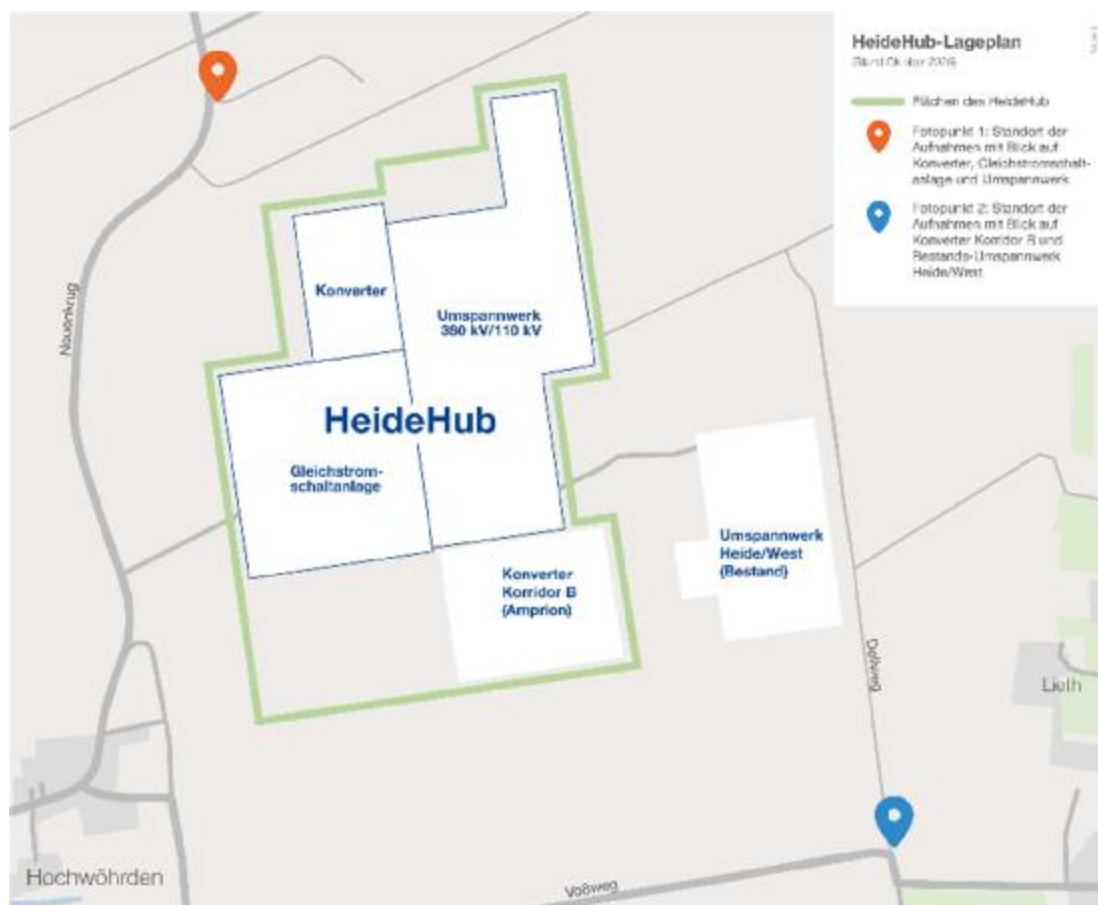 HeideHub-Lageplan
(Stand Oktober
Flächen des HeideHub
Fotopunkt 1: Standort der
Aufnahmen mit Blick auf
Konverter, Gleichstromschalt-
anlage und Umspannwerk
Fotopunkt 2: Standort der
Aufnahmen mit Blick auf
Konverter Korridor B und
Bestands-Umspannwerk
Heide/West
Neuenkrug
Konverter
Umspannwerk
380 kV/110 kV
HeideHub
Gleichstrom-
schaltanlage
Konverter
Korridor B
(Amprion)
Umspannwerk
Heide/West
(Bestand)
Lieth
Hochwöhrden
Voßweg